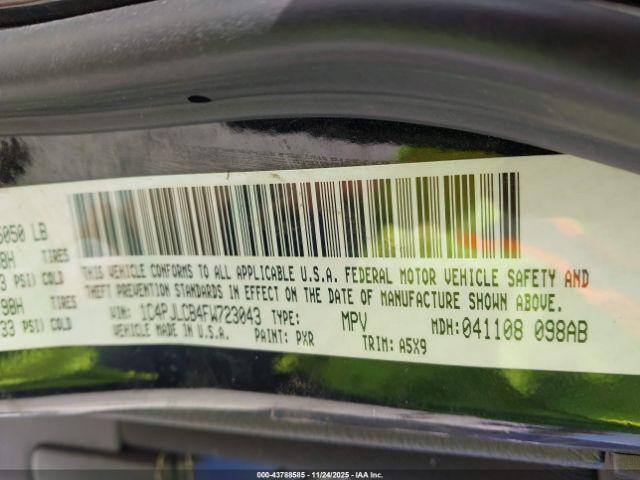 5050 LB
TIRES
PSI) COLD
98H TIRES
33 PSI) COLD
THIS VEHICLE CONFORMS TO ALL APPLICABLE U.S.A. FEDERAL MOTOR VEHICLE SAFETY AND
THEFT PREVENTION STANDARDS IN EFFECT ON THE DATE OF MANUFACTURE SHOWN ABOVE.
VIN: 1C4PJLCB4FW723043 TYPE: MPV MDH: 041108 098AB
VEHICLE MADE IN U.S.A. PAINT: PXR TRIM: A5X9
00-43788585 - 11/24/2025 - IAA Inc.